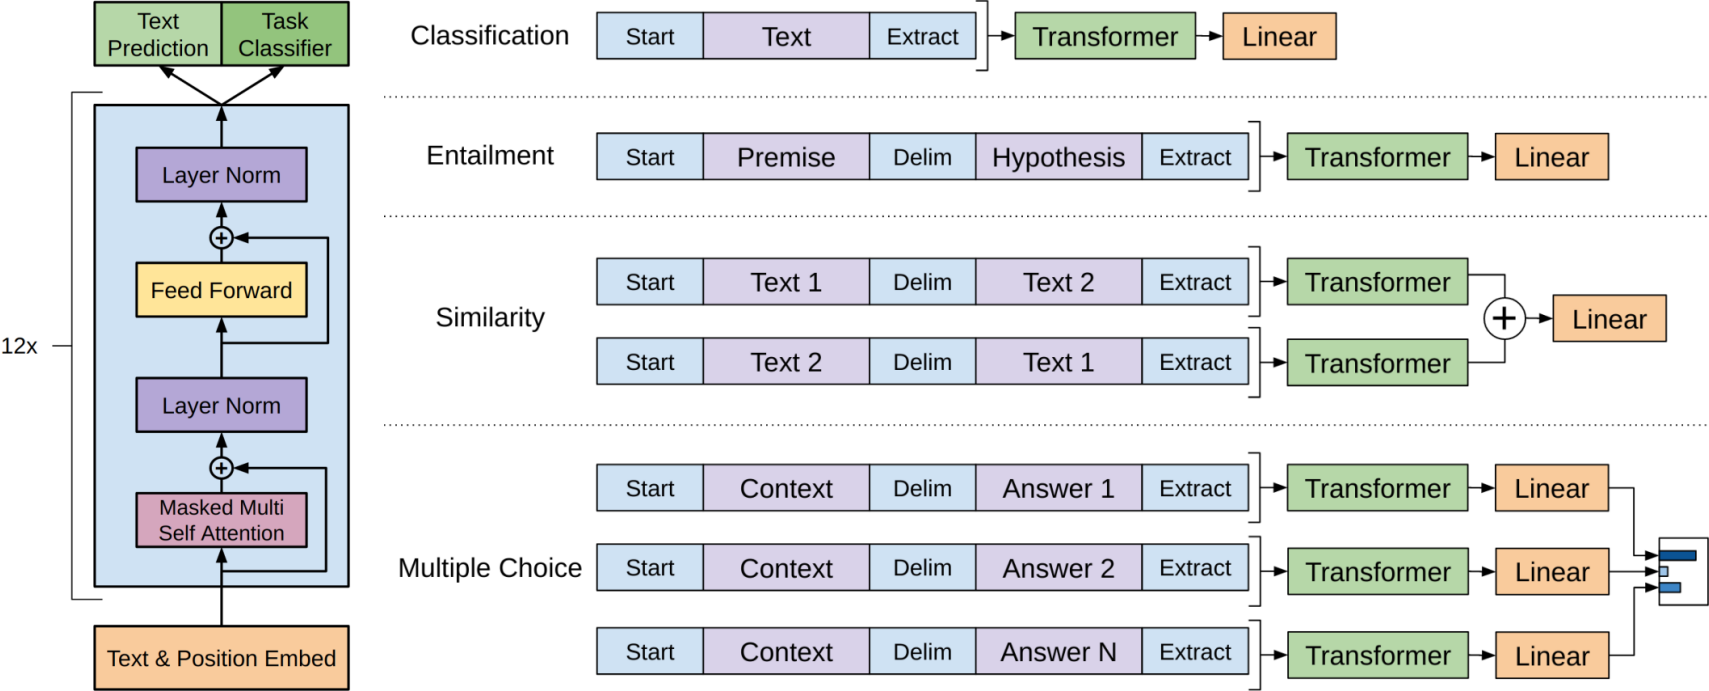 Text
Prediction
Task
Classifier
12x
Layer Norm
Feed Forward
Layer Norm
Masked Multi
Self Attention
Text & Position Embed
Classification
Start Text Extract Transformer Linear
Entailment
Start Premise Delim Hypothesis Extract Transformer Linear
Similarity
Start Text 1 Delim Text 2 Extract Transformer
Start Text 2 Delim Text 1 Extract Transformer
Linear
Multiple Choice
Start Context Delim Answer 1 Extract Transformer Linear
Start Context Delim Answer 2 Extract Transformer Linear
Start Context Delim Answer N Extract Transformer Linear